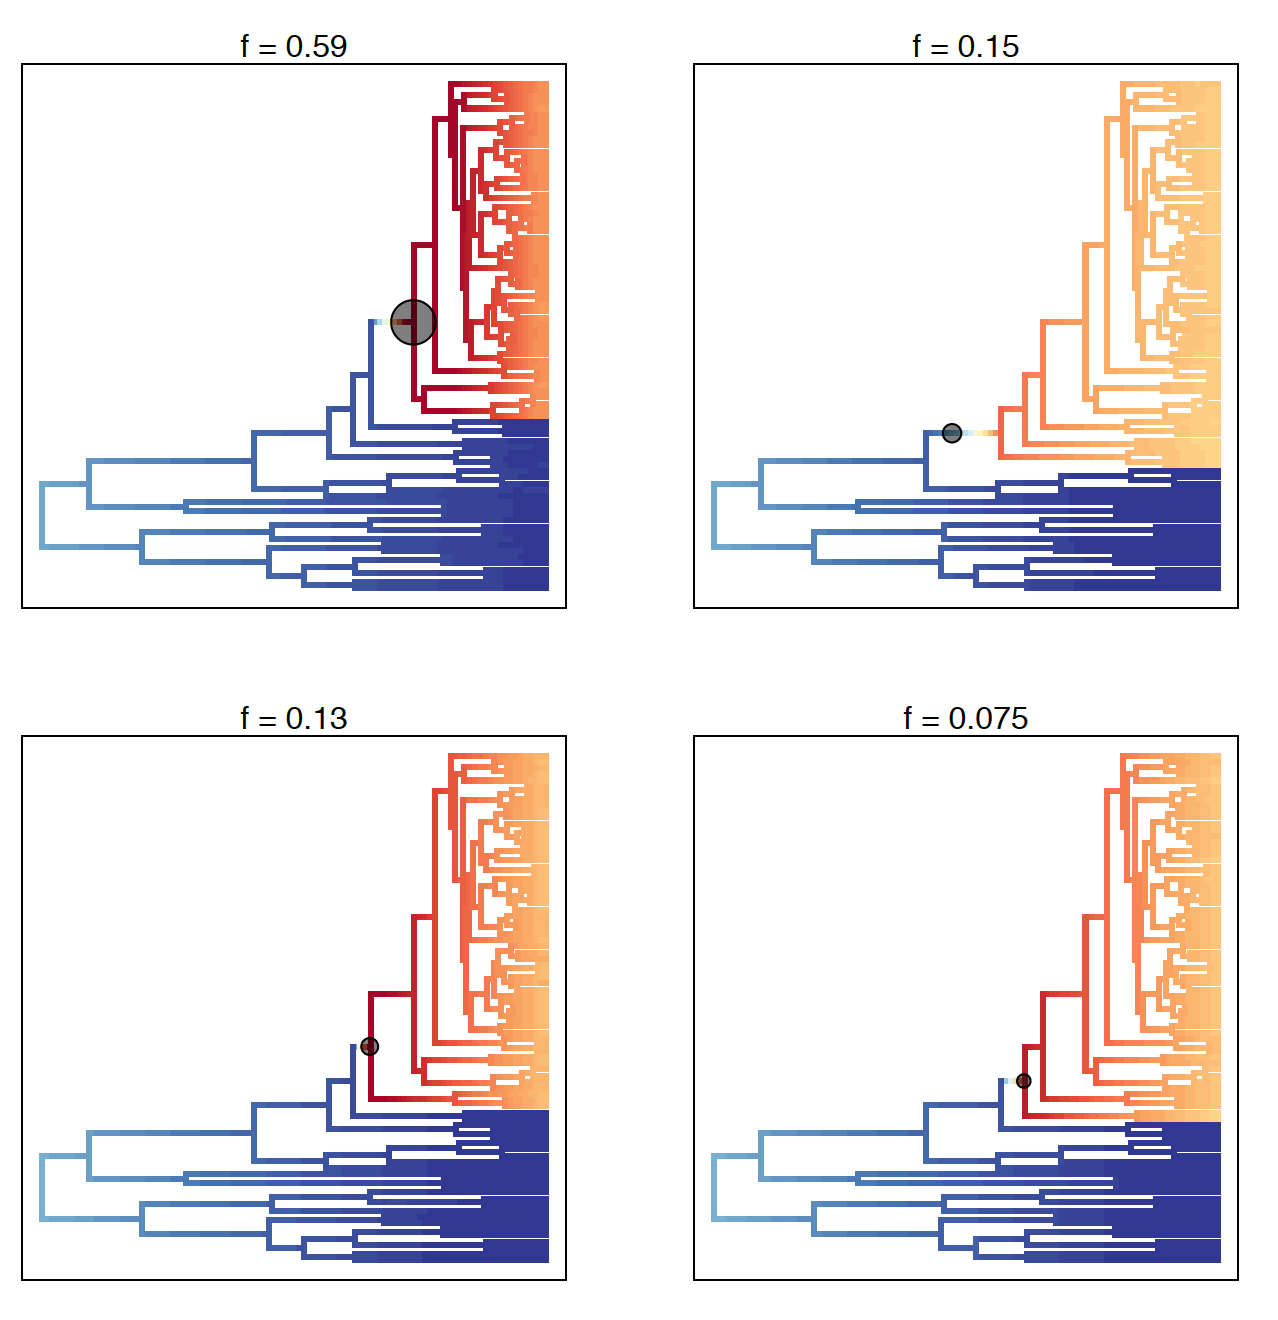 f = 0.59
f = 0.15
f = 0.13
f = 0.075